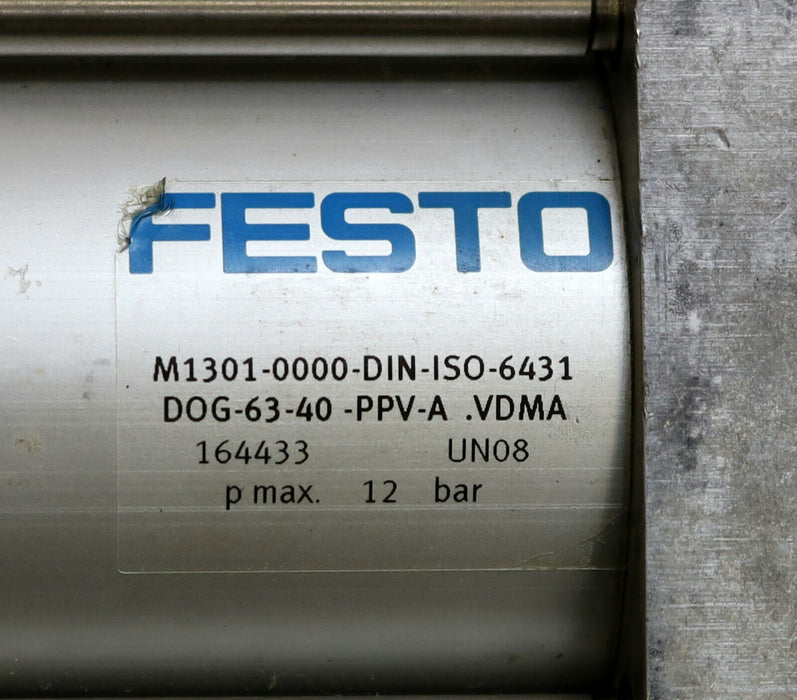 FESTO
M1301-0000-DIN-ISO-6431
DOG-63-40 -PPV-A .VDMA
164433 UN08
p max. 12 bar